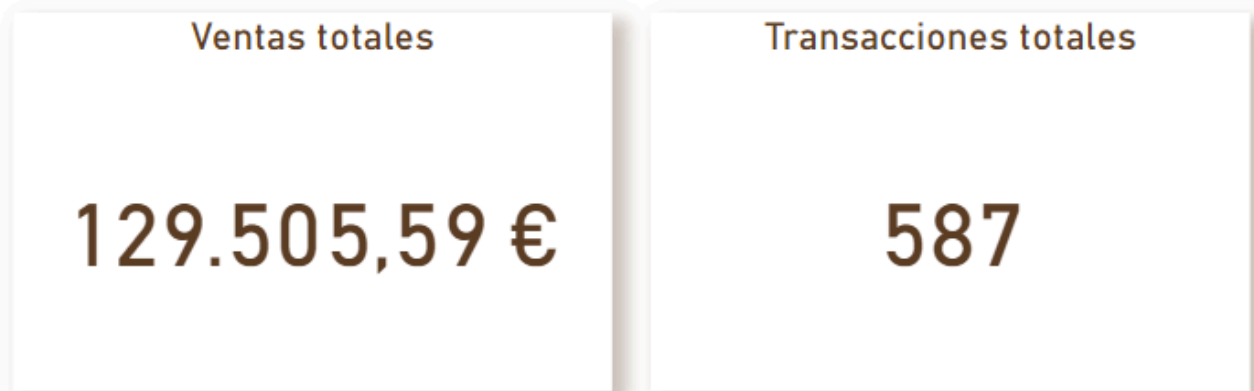 Ventas totales
129.505,59 €
Transacciones totales
587